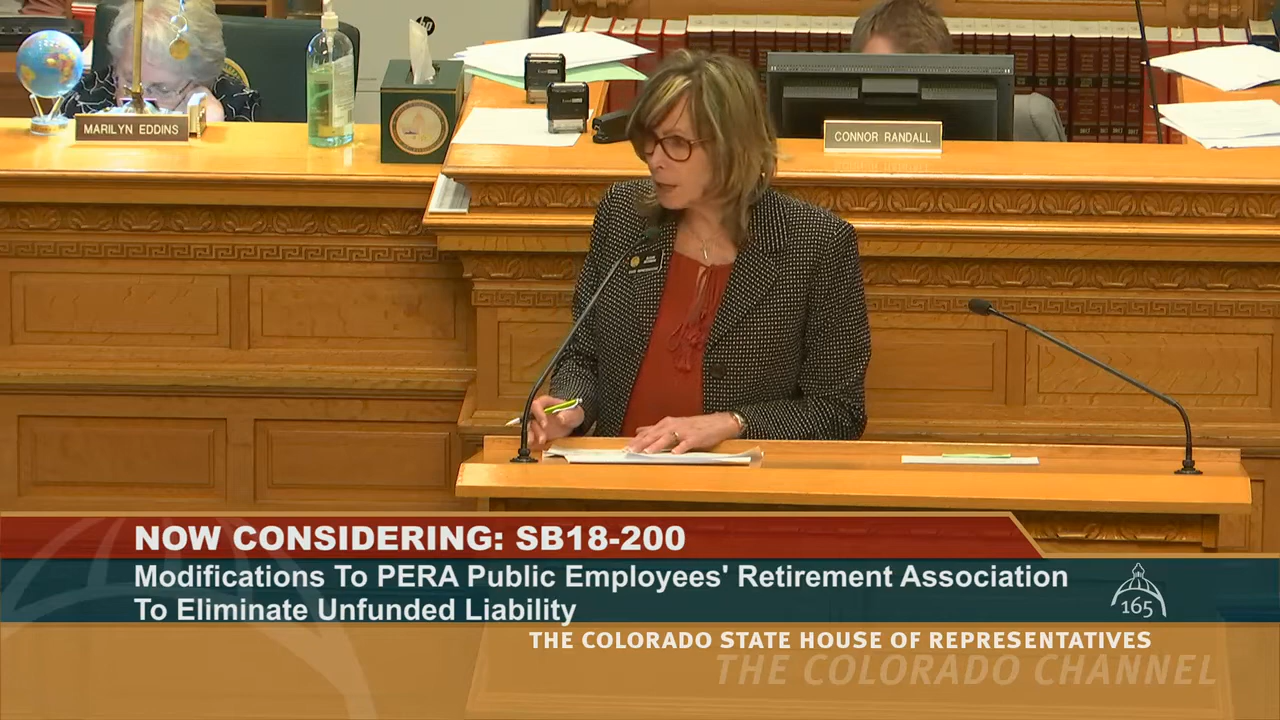 MARILYN EDDINS
hp
CONNOR RANDALL
NOW CONSIDERING: SB18-200
Modifications To PERA Public Employees' Retirement Association
To Eliminate Unfunded Liability
165
THE COLORADO STATE HOUSE OF REPRESENTATIVES
THE COLORADO CHANNEL